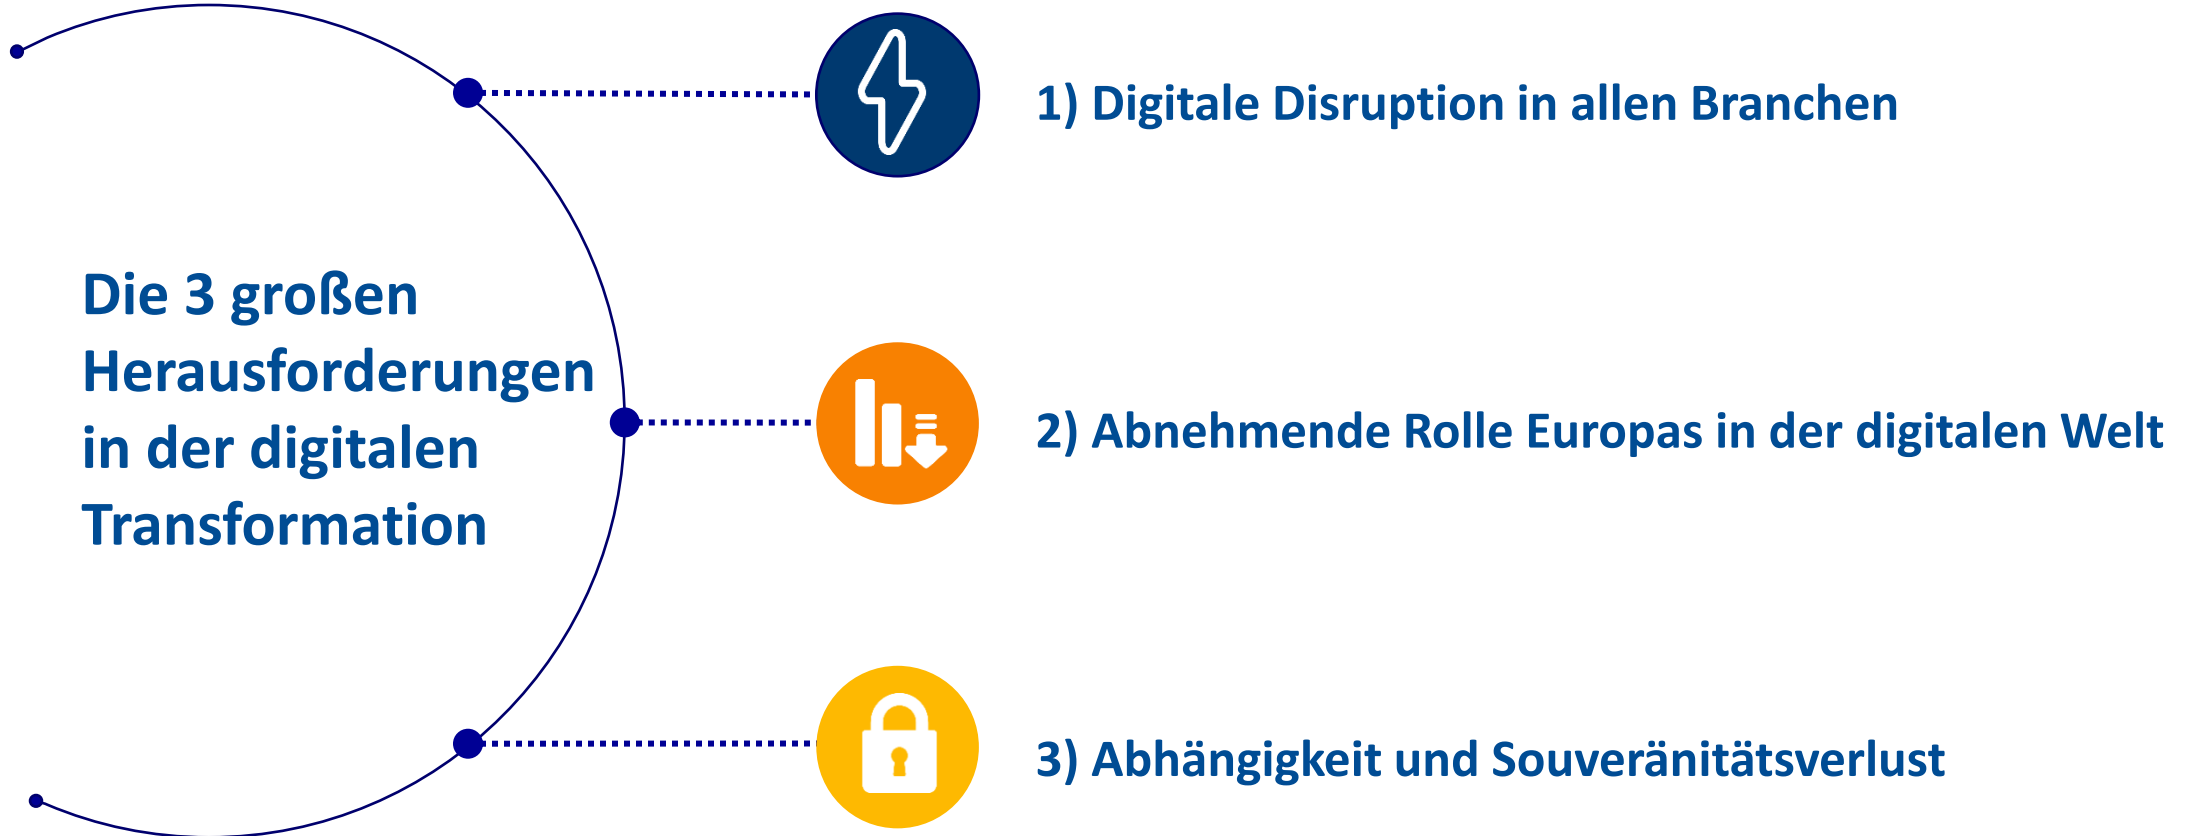 Die 3 großen
Herausforderungen
in der digitalen
Transformation
1) Digitale Disruption in allen Branchen
2) Abnehmende Rolle Europas in der digitalen Welt
3) Abhängigkeit und Souveränitätsverlust